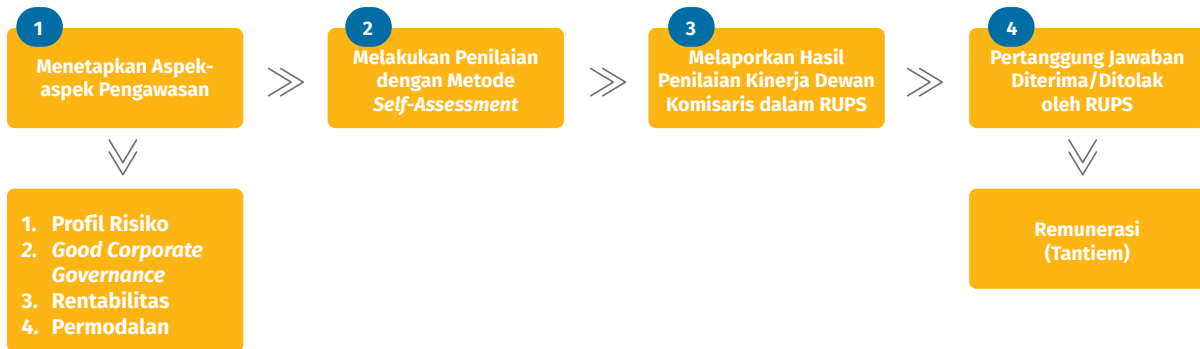 1
Menetapkan Aspek-
aspek Pengawasan
2
Melakukan Penilaian
dengan Metode
Self-Assessment
3
Melaporkan Hasil
Penilaian Kinerja Dewan
Komisaris dalam RUPS
4
Pertanggung Jawaban
Diterima/Ditolak
oleh RUPS
1. Profil Risiko
2. Good Corporate
Governance
3. Rentabilitas
4. Permodalan
Remunerasi
(Tantiem)